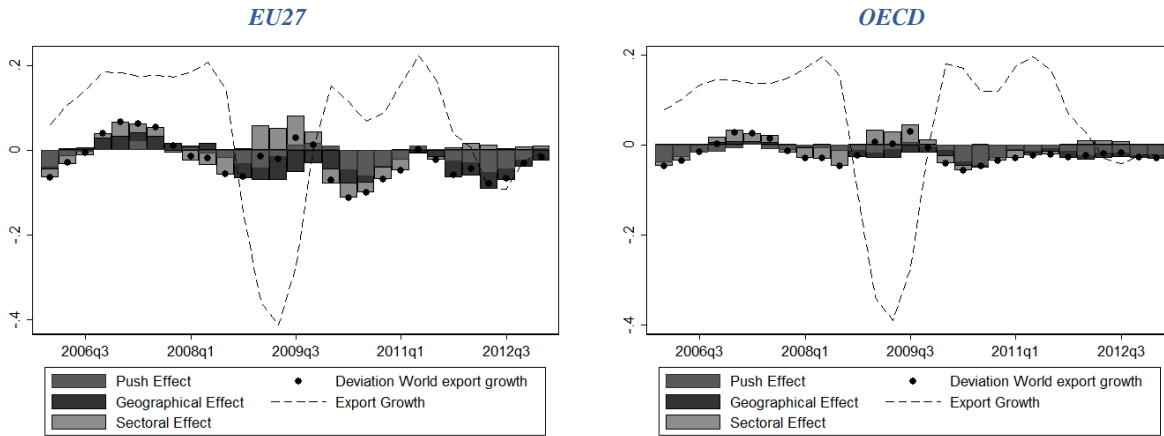 EU27
OECD
.2
0
-.2
-.4
2006q3 2008q1 2009q3 2011q1 2012q3
Push Effect
Deviation World export growth
Geographical Effect
Export Growth
Sectoral Effect
.2
0
-.2
-.4
2006q3 2008q1 2009q3 2011q1 2012q3
Push Effect
Deviation World export growth
Geographical Effect
Export Growth
Sectoral Effect